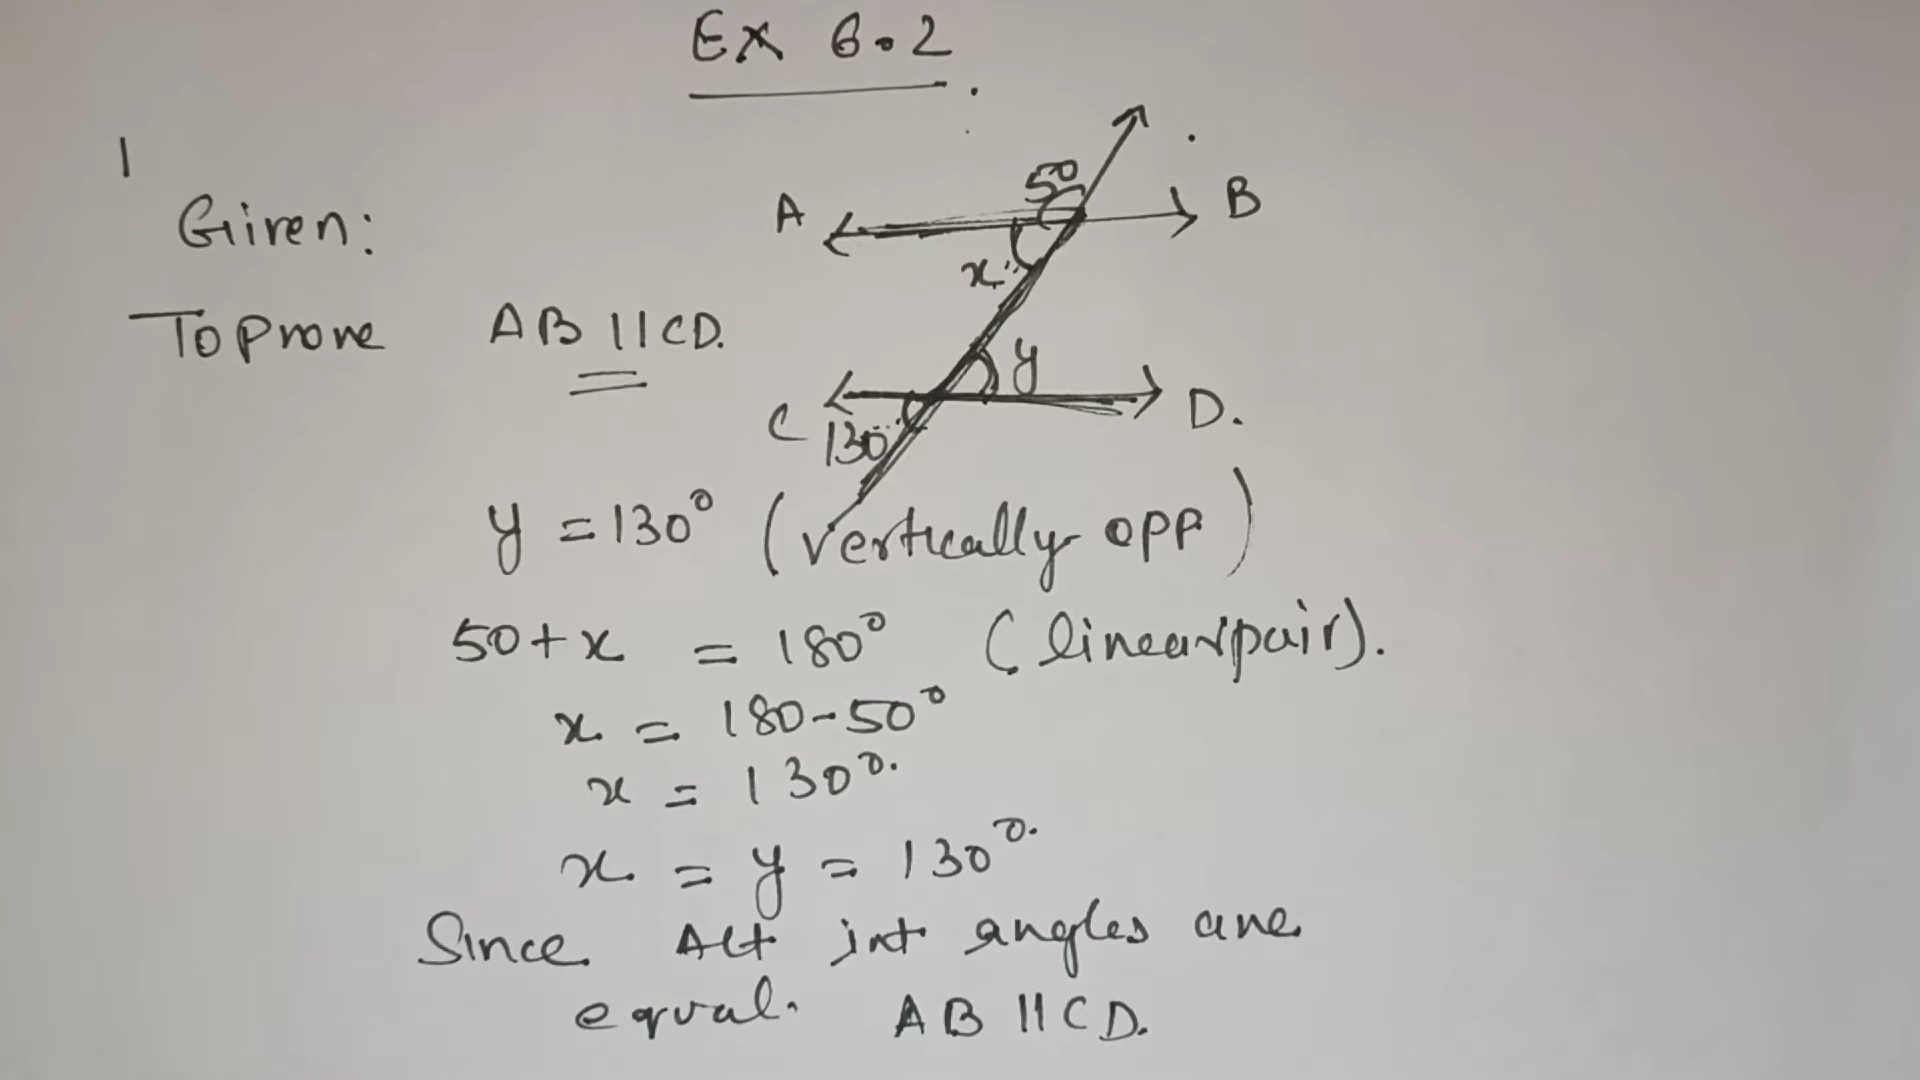 Ex 6.2
1
Given:
To Prove AB || CD.
A
50
B
x
y
C
130
D.
y = 130° (vertically opp)
50 + x = 180° (linear pair).
x = 180 - 50°
x = 130°.
x = y = 130°.
Since Alt int angles are
equal. AB || CD.